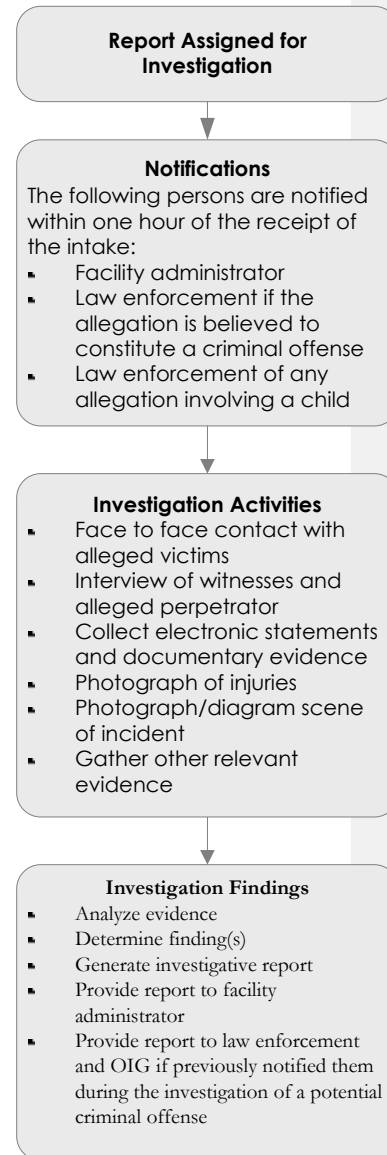 Report Assigned for
Investigation
Notifications
The following persons are notified
within one hour of the receipt of
the intake:
▪ Facility administrator
▪ Law enforcement if the
allegation is believed to
constitute a criminal offense
▪ Law enforcement of any
allegation involving a child
Investigation Activities
▪ Face to face contact with
alleged victims
▪ Interview of witnesses and
alleged perpetrator
▪ Collect electronic statements
and documentary evidence
▪ Photograph of injuries
▪ Photograph/diagram scene
of incident
▪ Gather other relevant
evidence
Investigation Findings
▪ Analyze evidence
▪ Determine finding(s)
▪ Generate investigative report
▪ Provide report to facility
administrator
▪ Provide report to law enforcement
and OIG if previously notified them
during the investigation of a potential
criminal offense